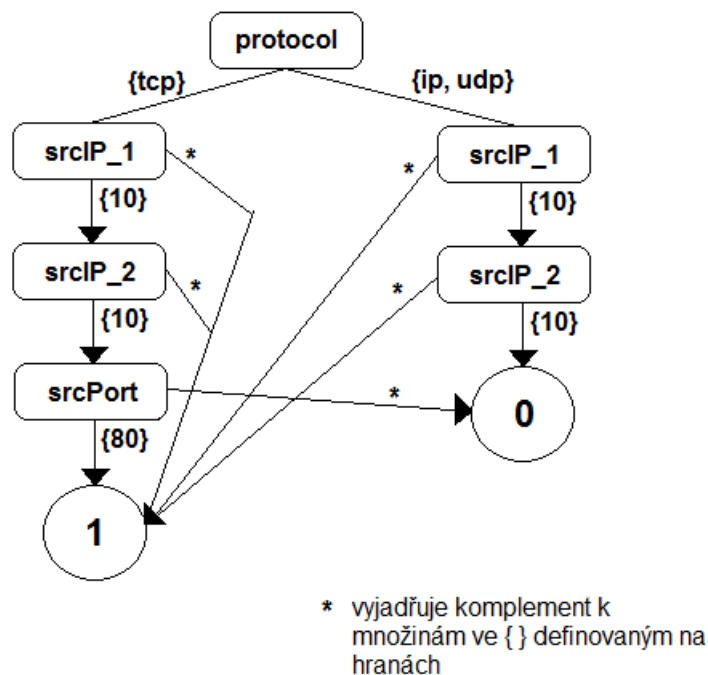 protocol
{tcp}
{ip, udp}
srcIP_1
*
*
srcIP_1
{10}
{10}
srcIP_2
*
*
srcIP_2
{10}
{10}
srcPort
*
0
{80}
1
* vyjadřuje komplement k
množinám ve { } definovaným na
hranách